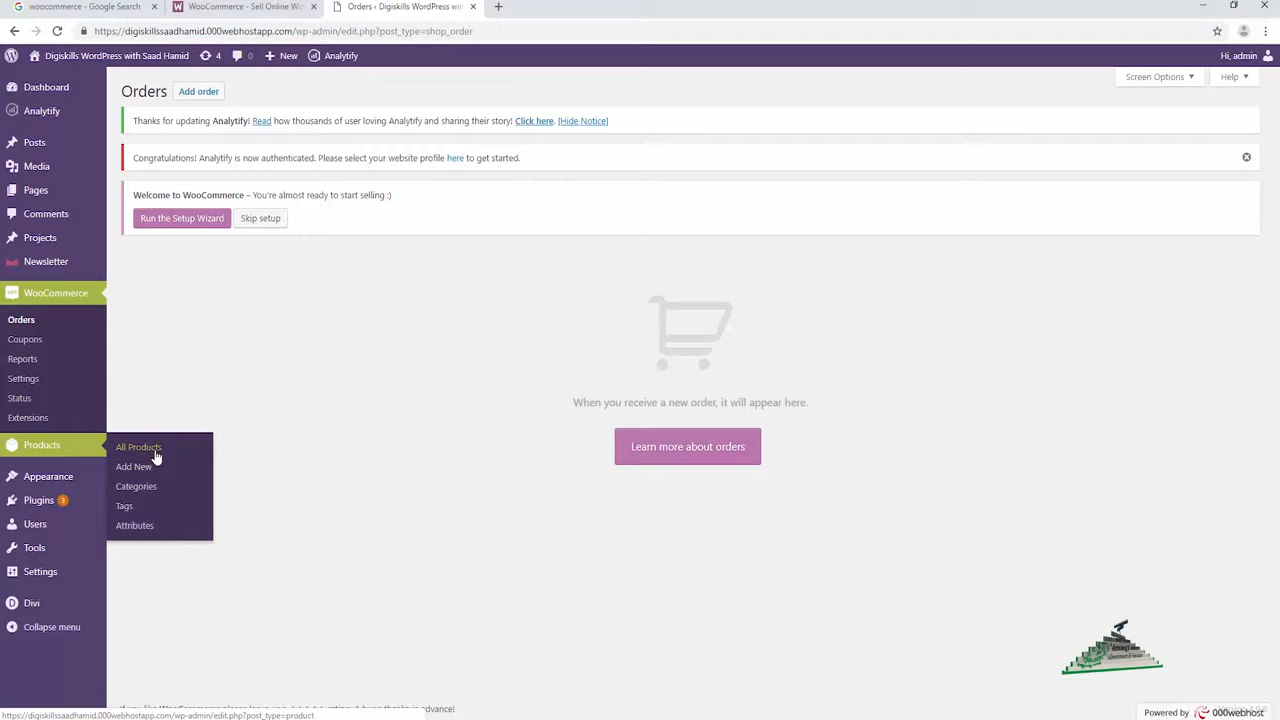 woocommerce - Google Search
WooCommerce - Sell Online With
Orders ‹ Digiskills WordPress with
https://digiskillssaadhamid.000webhostapp.com/wp-admin/edit.php?post_type=shop_order
Digiskills WordPress with Saad Hamid
4
0
New
Analytify
Hi, admin
Dashboard
Analytify
Posts
Media
Pages
Comments
Projects
Newsletter
WooCommerce
Orders
Coupons
Reports
Settings
Status
Extensions
Products
Appearance
Plugins 3
Users
Tools
Settings
Divi
Collapse menu
All Products
Add New
Categories
Tags
Attributes
Orders
Add order
Screen Options
Help
Thanks for updating Analytify! Read how thousands of user loving Analytify and sharing their story! Click here. [Hide Notice]
Congratulations! Analytify is now authenticated. Please select your website profile here to get started.
Welcome to WooCommerce – You're almost ready to start selling :)
Run the Setup Wizard
Skip setup
When you receive a new order, it will appear here.
Learn more about orders
https://digiskillssaadhamid.000webhostapp.com/wp-admin/edit.php?post_type=product
Powered by
000webhost